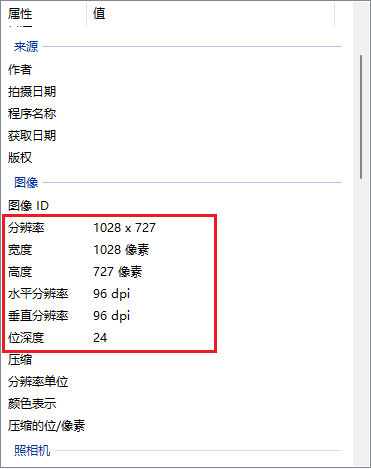 属性 值
来源
作者
拍摄日期
程序名称
获取日期
版权
图像
图像 ID
分辨率 1028 x 727
宽度 1028 像素
高度 727 像素
水平分辨率 96 dpi
垂直分辨率 96 dpi
位深度 24
压缩
分辨率单位
颜色表示
压缩的位/像素
照相机